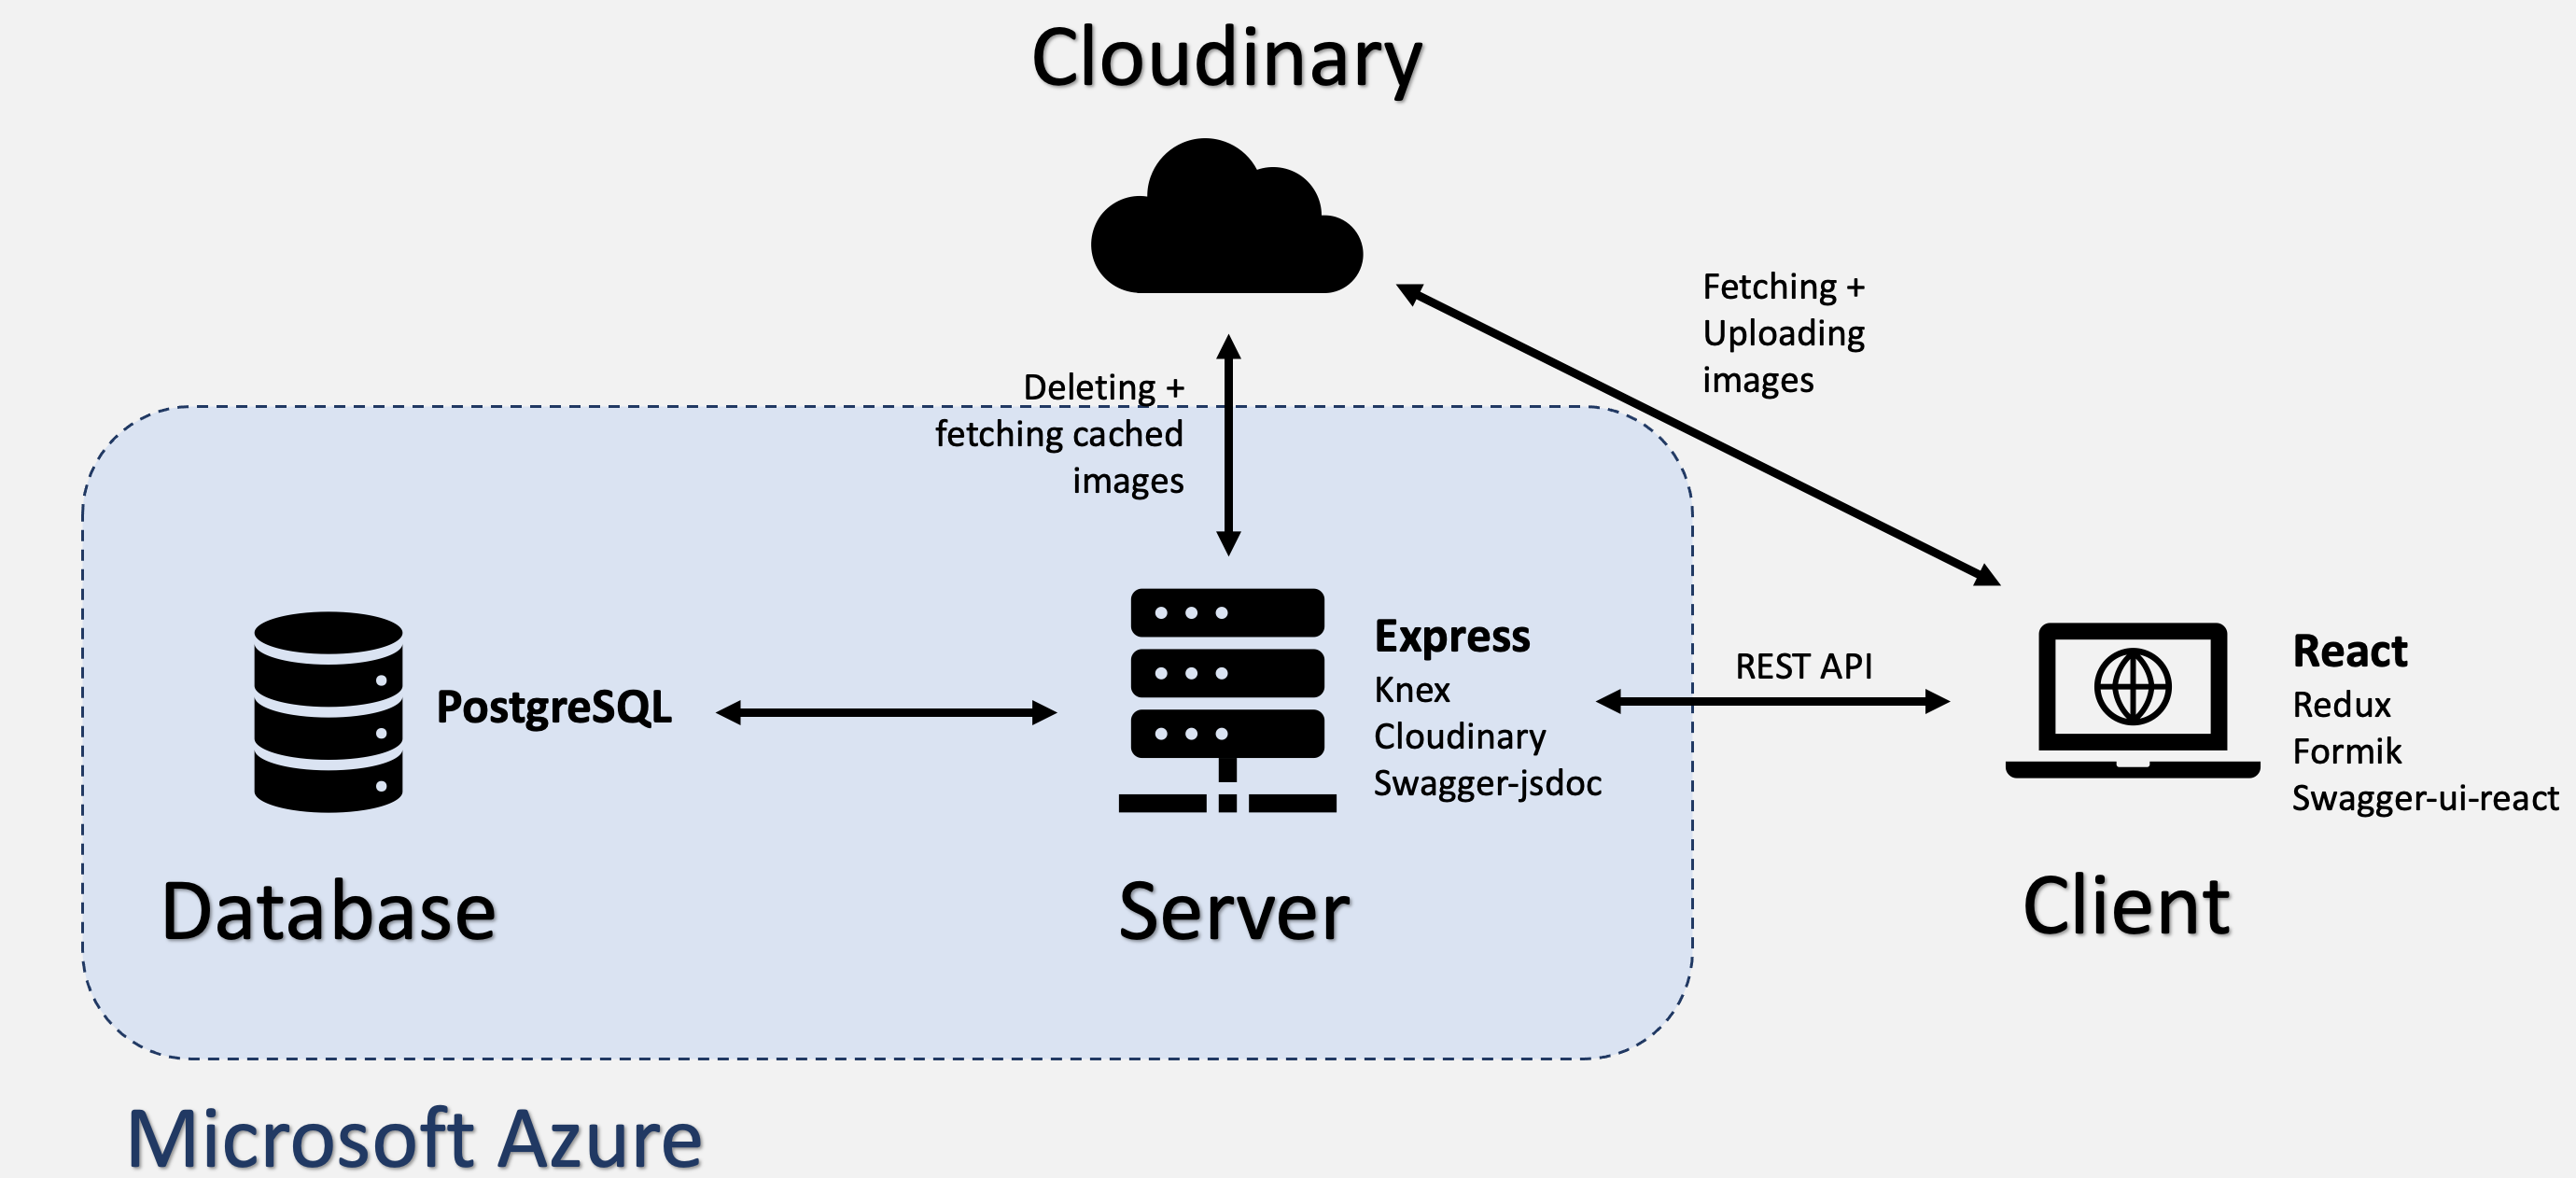 Cloudinary
Fetching +
Uploading
images
Deleting +
fetching cached
images
PostgreSQL
Express
Knex
Cloudinary
Swagger-jsdoc
REST API
React
Redux
Formik
Swagger-ui-react
Database
Server
Client
Microsoft Azure